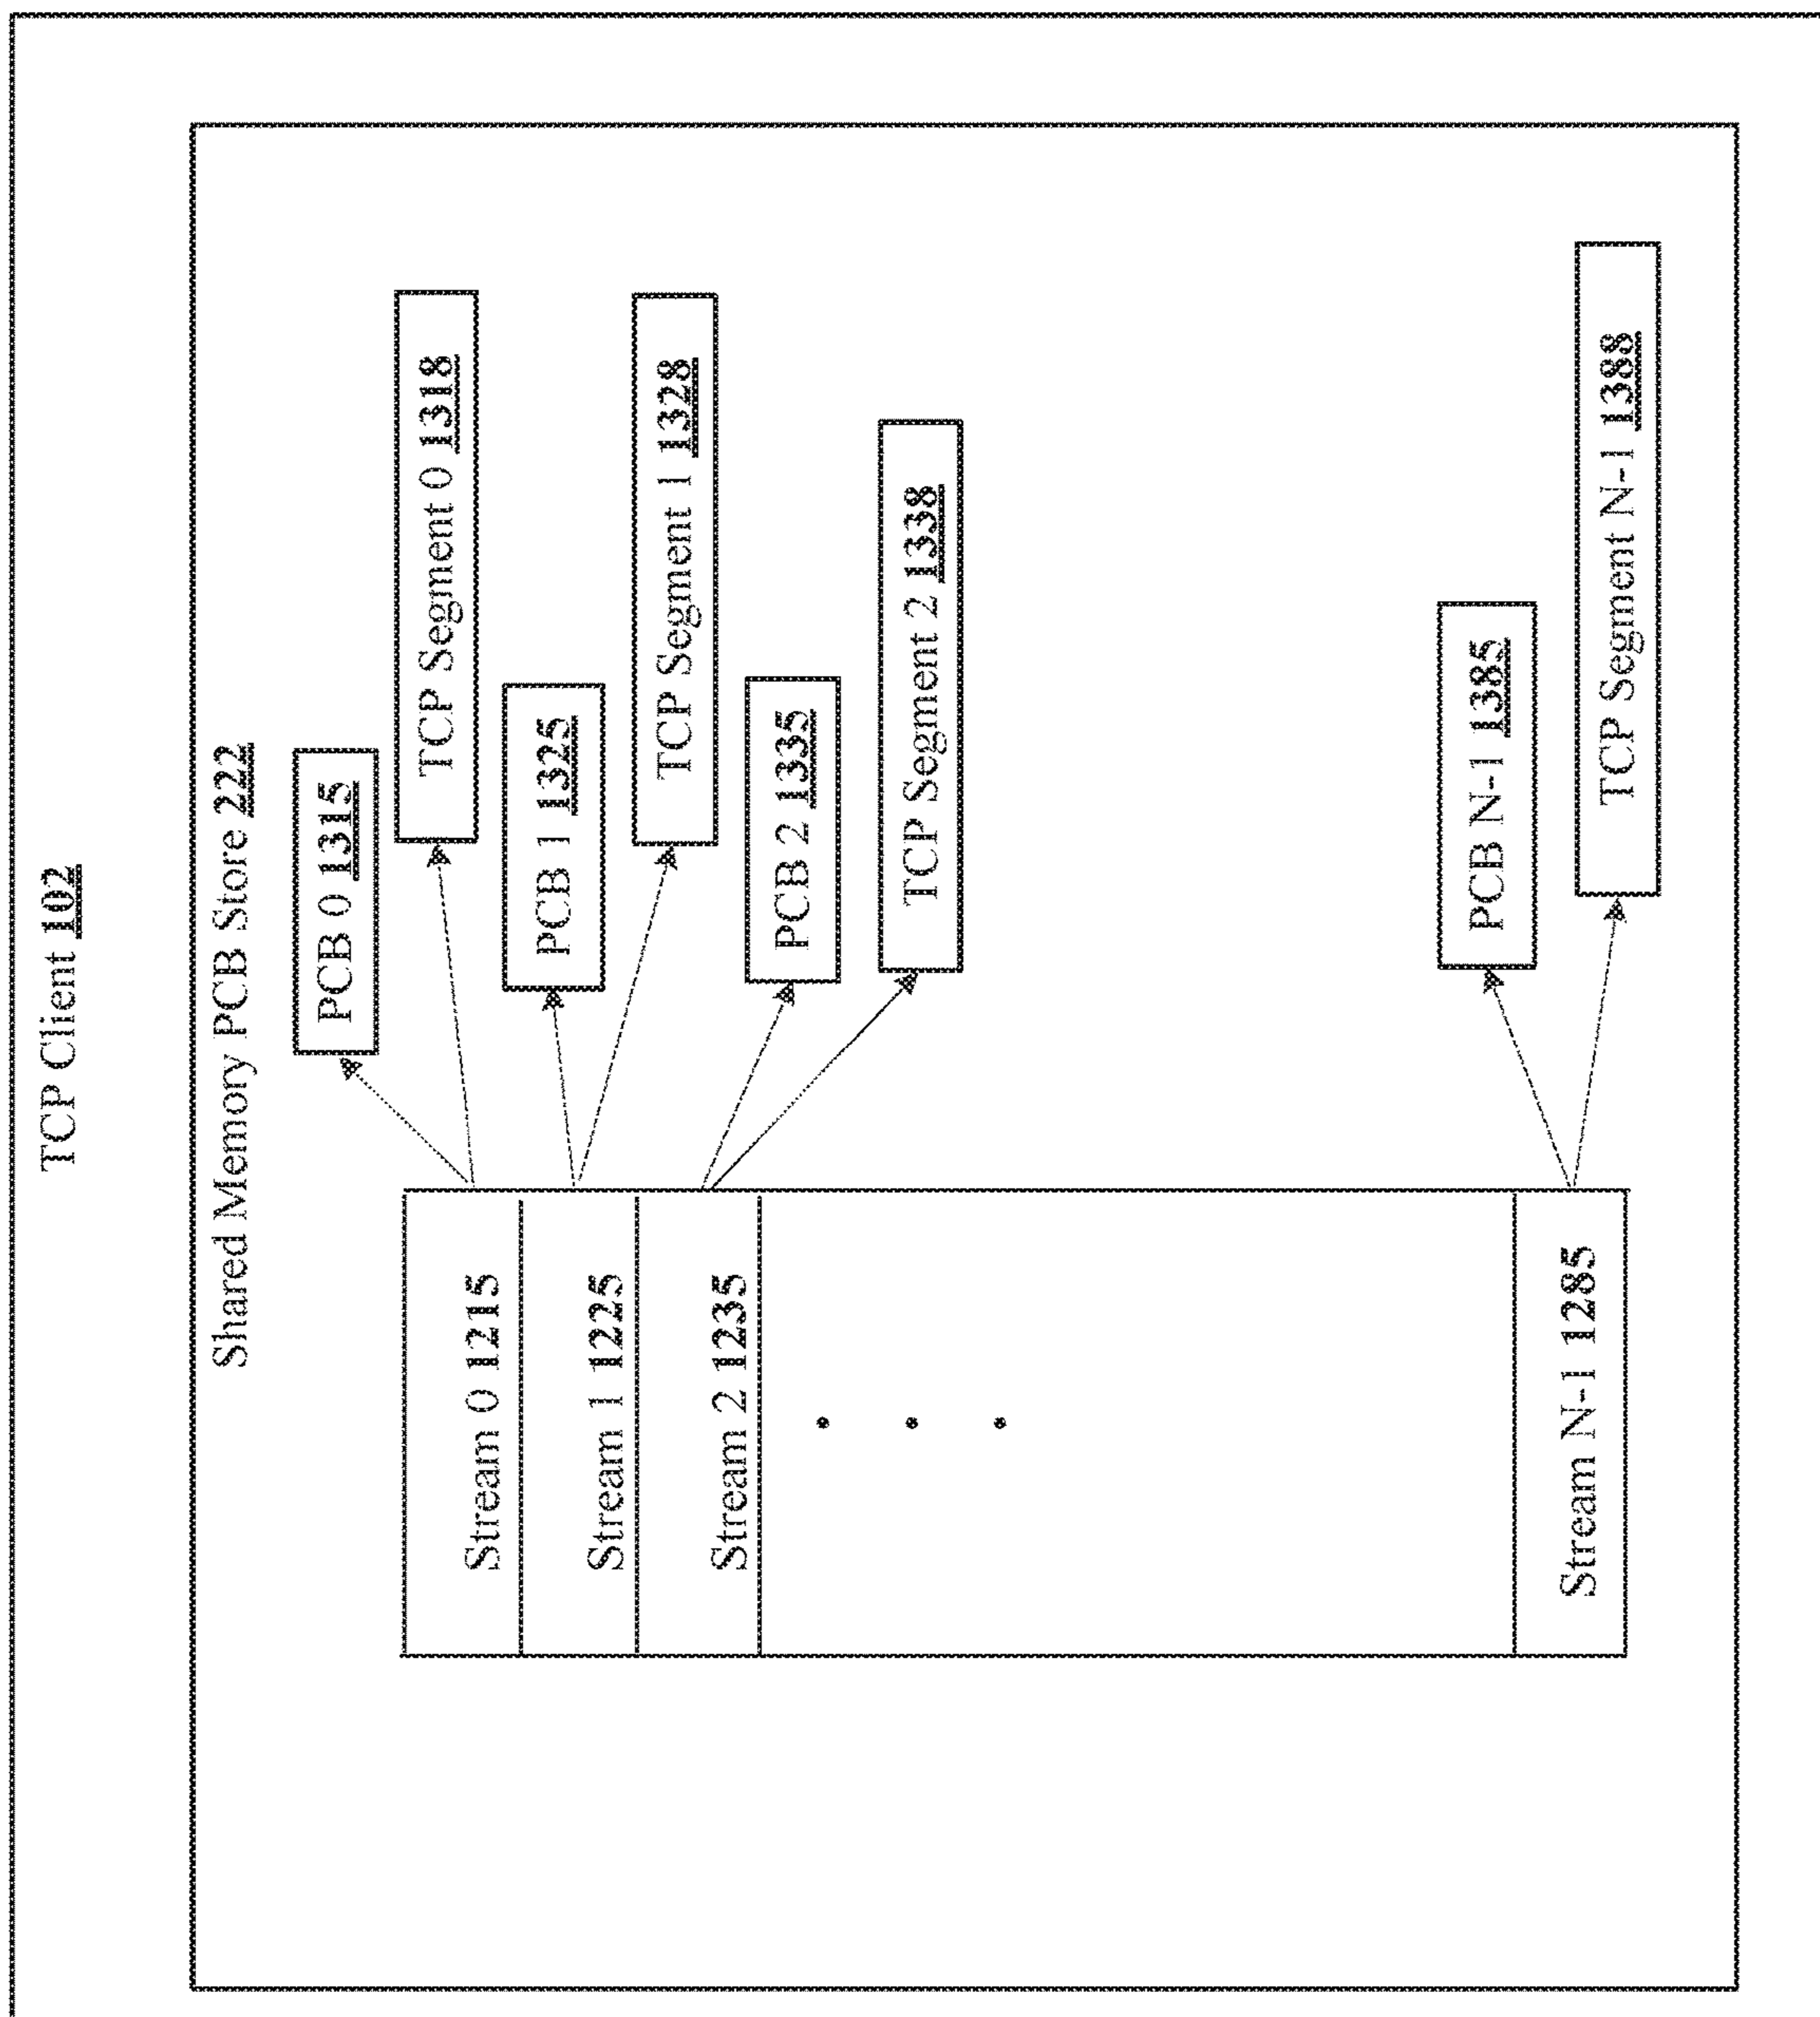 TCP Client 102
Shared Memory PCB Store 222
PCB 0 1315
TCP Segment 0 1318
Stream 0 1215
PCB 1 1325
Stream 1 1225
TCP Segment 1 1328
Stream 2 1235
PCB 2 1335
TCP Segment 2 1338
PCB N-1 1385
Stream N-1 1285
TCP Segment N-1 1388